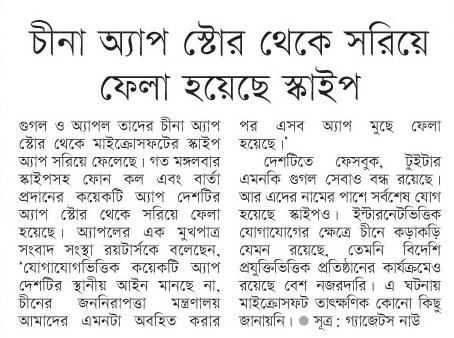 চীনা অ্যাপ স্টোর থেকে সরিয়ে
ফেলা হয়েছে স্কাইপ
গুগল ও অ্যাপল তাদের চীনা অ্যাপ
স্টোর থেকে মাইক্রোসফটের স্কাইপ
অ্যাপ সরিয়ে ফেলেছে। গত মঙ্গলবার
স্কাইপসহ ফোন কল এবং বার্তা
প্রদানের কয়েকটি অ্যাপ দেশটির
অ্যাপ স্টোর থেকে সরিয়ে ফেলা
হয়েছে। অ্যাপলের এক মুখপাত্র
সংবাদ সংস্থা রয়টার্সকে বলেছেন,
‘যোগাযোগভিত্তিক কয়েকটি অ্যাপ
দেশটির স্থানীয় আইন মানছে না,
চীনের জননিরাপত্তা মন্ত্রণালয়
আমাদের এমনটা অবহিত করার
পর এসব অ্যাপ মুছে ফেলা
হয়েছে।’
দেশটিতে ফেসবুক, টুইটার
এমনকি গুগল সেবাও বন্ধ রয়েছে।
আর এদের নামের পাশে সর্বশেষ যোগ
হয়েছে স্কাইপও। ইন্টারনেটভিত্তিক
যোগাযোগের ক্ষেত্রে চীনে কড়াকড়ি
যেমন রয়েছে, তেমনি বিদেশি
প্রযুক্তিভিত্তিক প্রতিষ্ঠানের কার্যক্রমেও
রয়েছে বেশ নজরদারি। এ ঘটনায়
মাইক্রোসফট তাৎক্ষণিক কোনো কিছু
জানায়নি। ● সূত্র: গ্যাজেটস নাউ